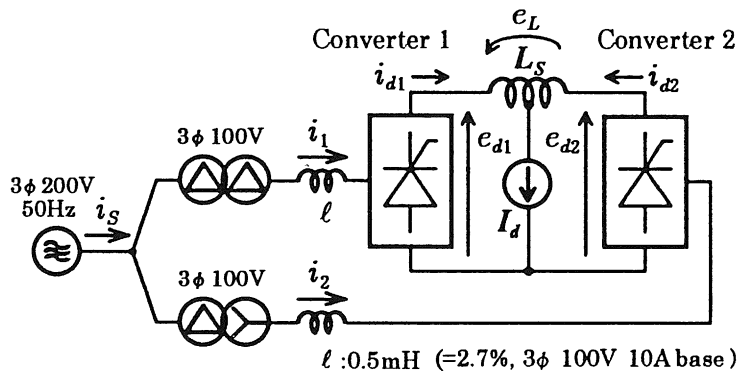 e_L
Converter 1
Converter 2
L_S
i_d1
i_d2
3ϕ 100V
i_1
e_d1
e_d2
3ϕ 200V
50Hz
i_S
ℓ
I_d
3ϕ 100V
i_2
ℓ :0.5mH (=2.7%, 3ϕ 100V 10A base)